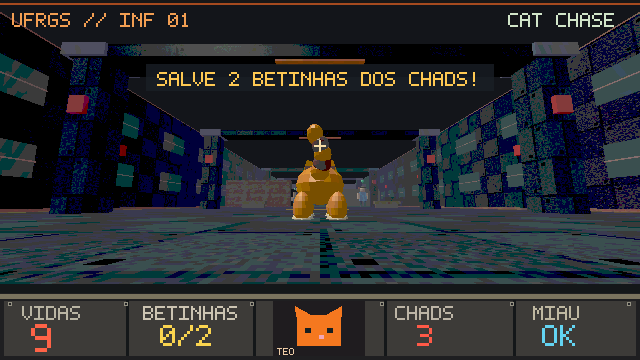 UFRGS // INF 01
CAT CHASE
SALVE 2 BETINHAS DOS CHADS!
VIDAS
9
BETINHAS
0/2
TEO
CHADS
3
MIAU
OK